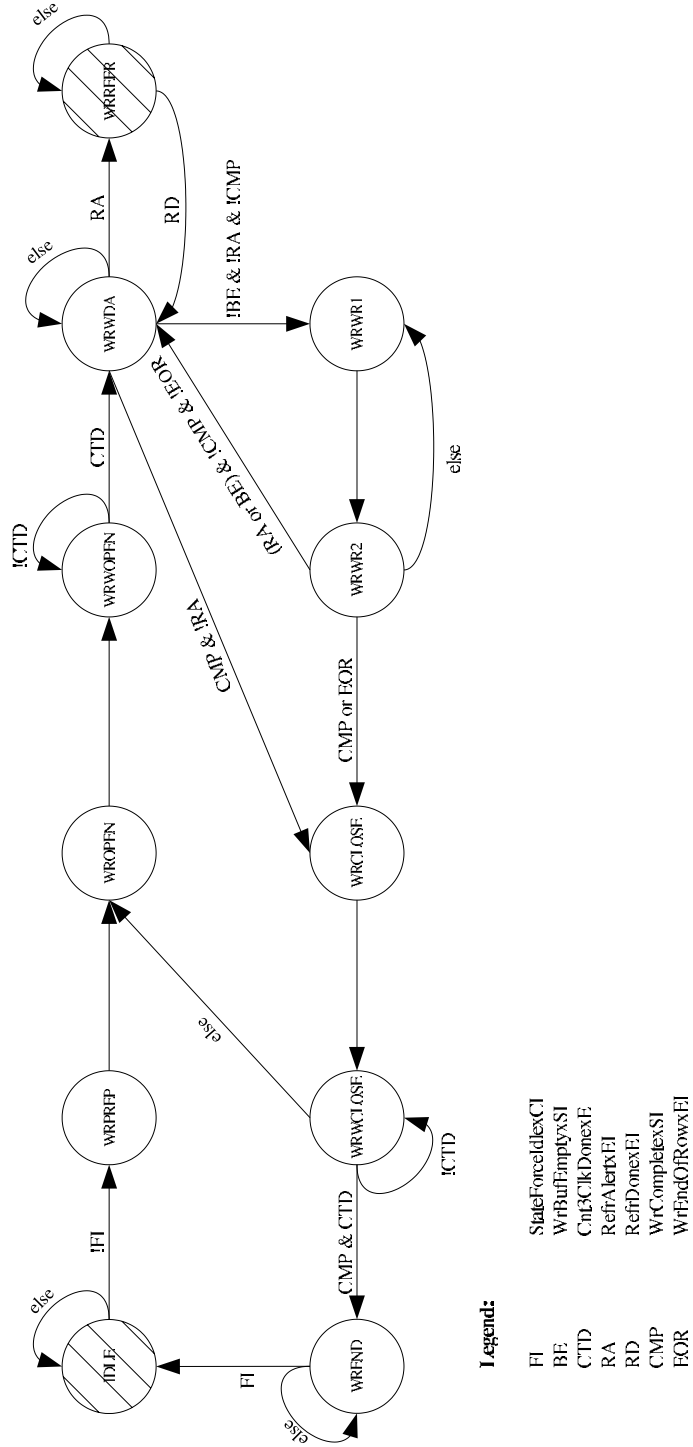 else
else
WRREFR
RA
RD
else
WRWDA
!BE & !RA & !CMP
WRWR1
CTD
(RA or BE) & !CMP & !EOR
!CTD
WRWOPEN
else
WRWR2
CMP & !RA
CMP or EOR
WROPEN
WRCLOSE
else
WRPREP
WRWCLOSE
!CTD
!FI
CMP & CTD
IDLE
FI
WREND
else
Legend:
FI StateForceIdlexCI
BE WrBufEmptyxSI
CTD Cnt3ClkDonexE
RA RefrAlertxEI
RD RefrDonexEI
CMP WrCompletexSI
EOR WrEndOfRowxEI